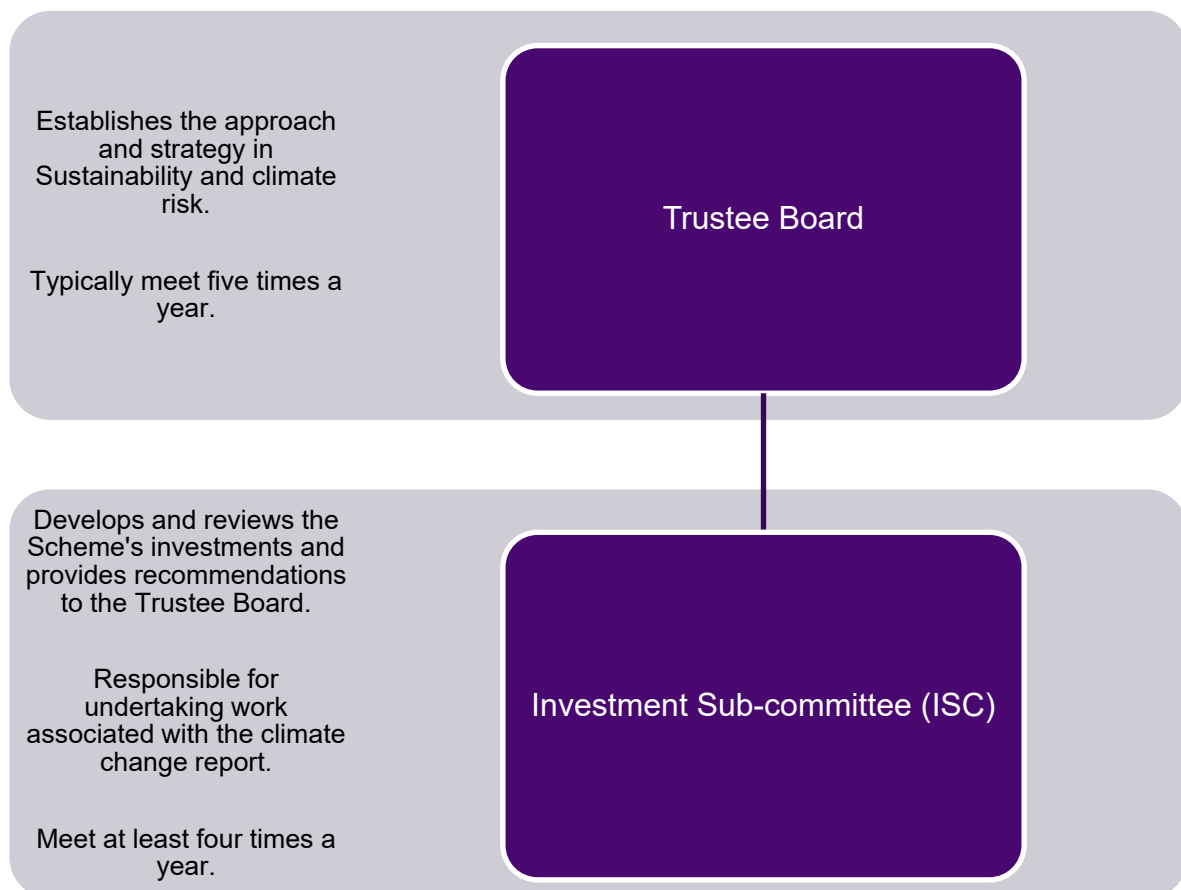 Establishes the approach
and strategy in
Sustainability and climate
risk.
Typically meet five times a
year.
Trustee Board
Develops and reviews the
Scheme's investments and
provides recommendations
to the Trustee Board.
Responsible for
undertaking work
associated with the climate
change report.
Meet at least four times a
year.
Investment Sub-committee (ISC)